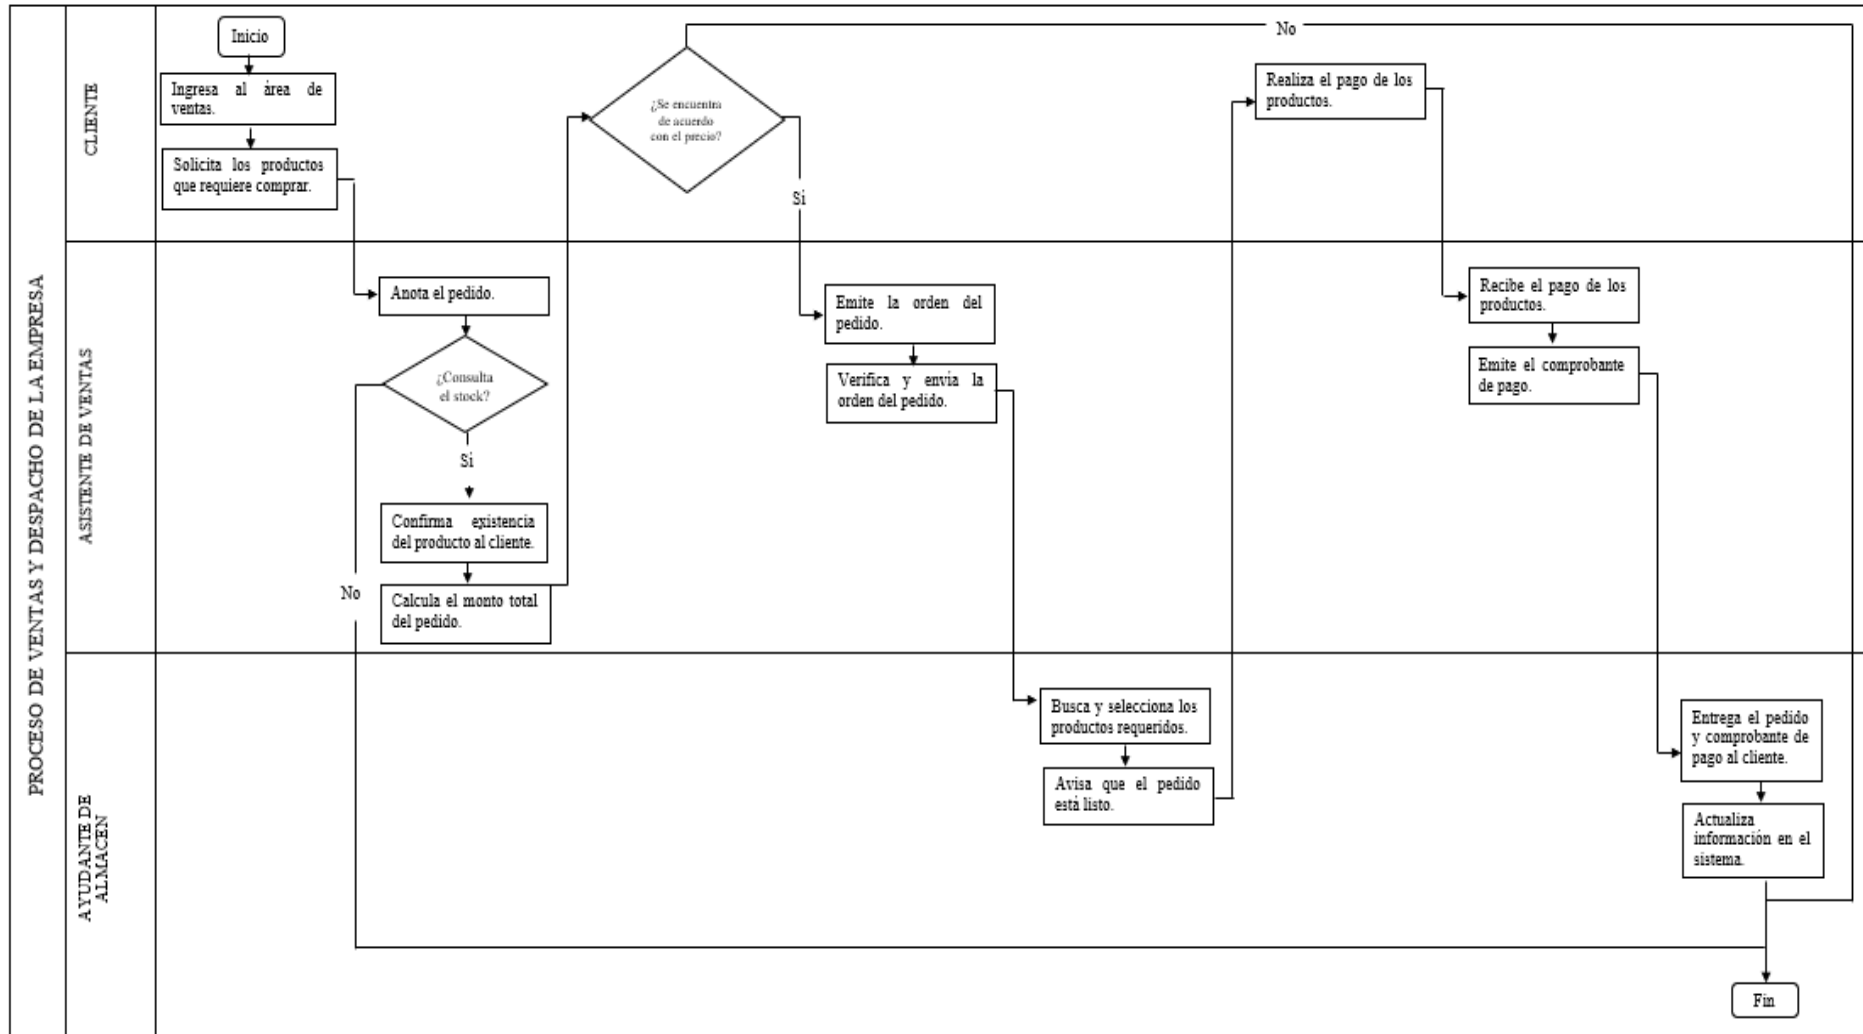 PROCESO DE VENTAS Y DESPACHO DE LA EMPRESA
CLIENTE
Inicio
Ingresa al área de
ventas.
Solicita los productos
que requiere comprar.
¿Se encuentra
de acuerdo
con el precio?
No
Si
Realiza el pago de los
productos.
ASISTENTE DE VENTAS
Anota el pedido.
¿Consulta
el stock?
Si
No
Confirma existencia
del producto al cliente.
Calcula el monto total
del pedido.
Emite la orden del
pedido.
Verifica y envia la
orden del pedido.
Recibe el pago de los
productos.
Emite el comprobante
de pago.
AYUDANTE DE
ALMACEN
Busca y selecciona los
productos requeridos.
Avisa que el pedido
está listo.
Entrega el pedido
y comprobante de
pago al cliente.
Actualiza
información en el
sistema.
Fin